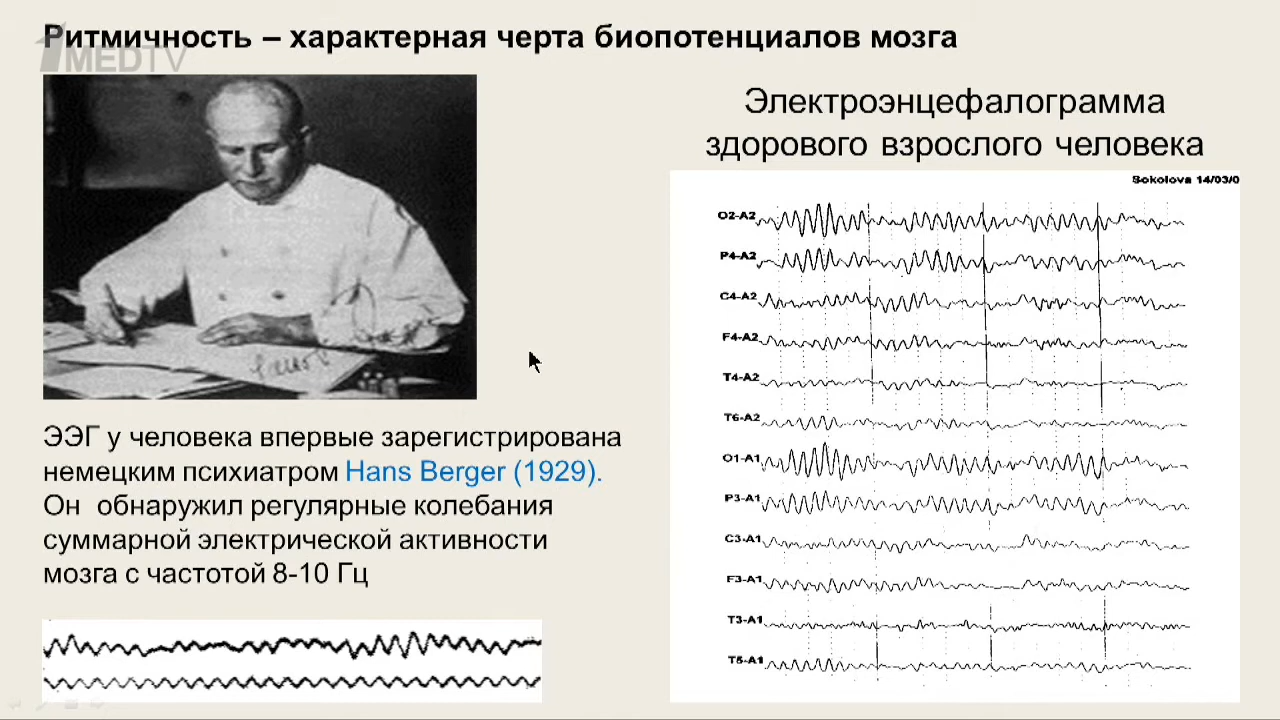 Ритмичность – характерная черта биопотенциалов мозга
1MEDTV
Электроэнцефалограмма
здорового взрослого человека
ЭЭГ у человека впервые зарегистрирована
немецким психиатром Hans Berger (1929).
Он обнаружил регулярные колебания
суммарной электрической активности
мозга с частотой 8-10 Гц
Sokolova 14/03/0
O2-A2
P4-A2
C4-A2
F4-A2
T4-A2
T6-A2
O1-A1
P3-A1
C3-A1
F3-A1
T3-A1
T5-A1